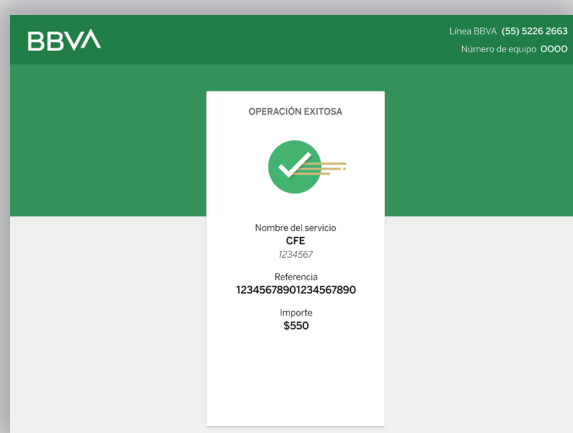 BBVA
Línea BBVA (55) 5226 2663
Número de equipo 0000
OPERACIÓN EXITOSA
Nombre del servicio
CFE
1234567
Referencia
12345678901234567890
Importe
$550